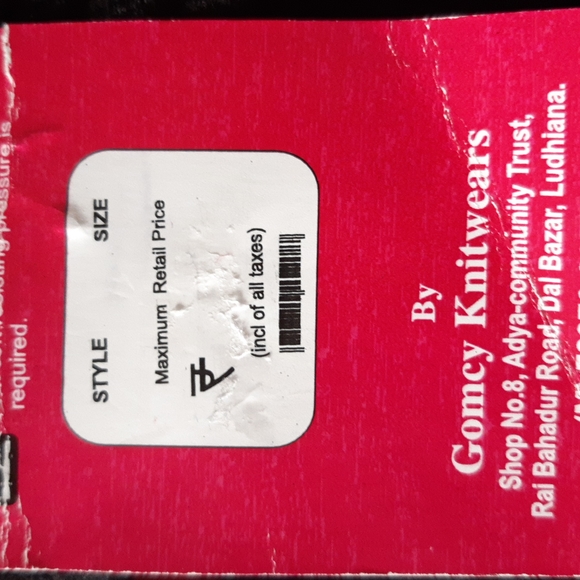 required.
STYLE SIZE
Maximum Retail Price
₹
(incl of all taxes)
By
Gomcy Knitwears
Shop No.8, Adya-community Trust,
Rai Bahadur Road, Dal Bazar, Ludhiana.